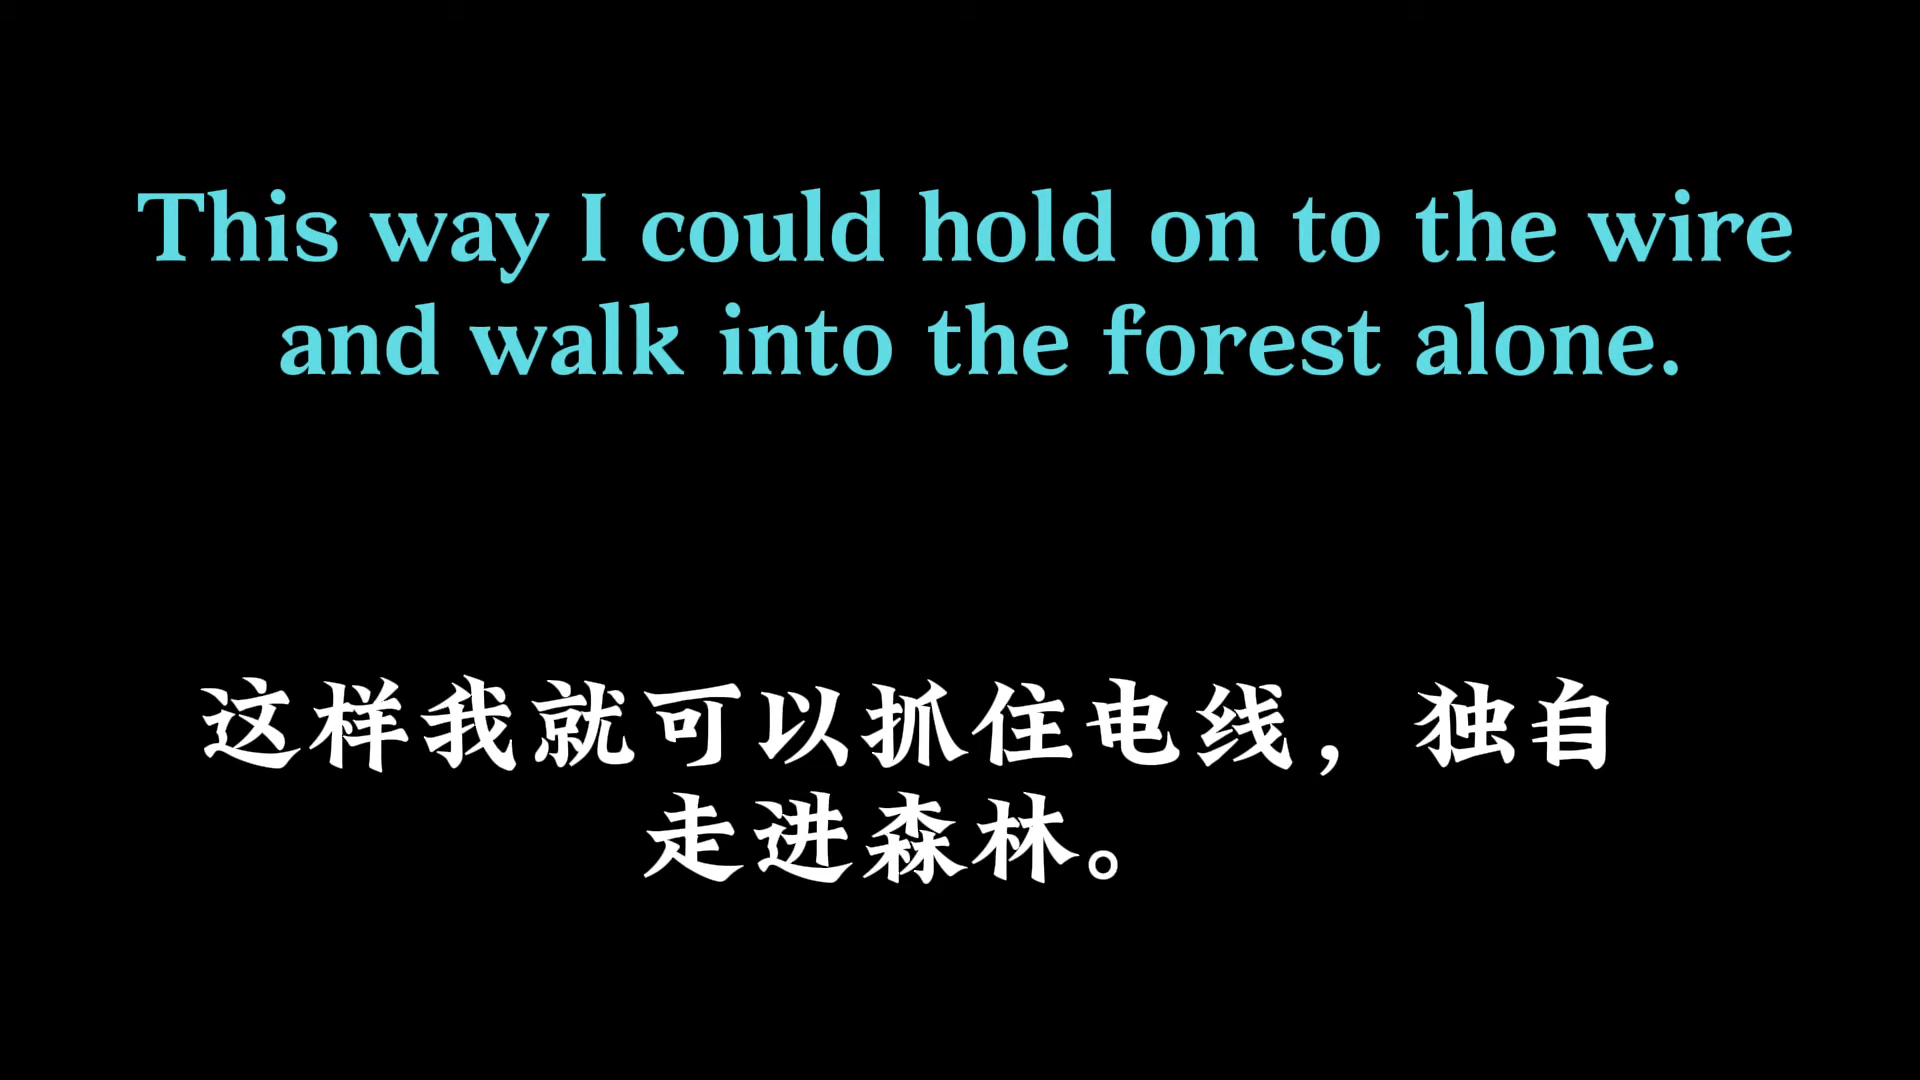 This way I could hold on to the wire
and walk into the forest alone.
这样我就可以抓住电线，独自
走进森林。